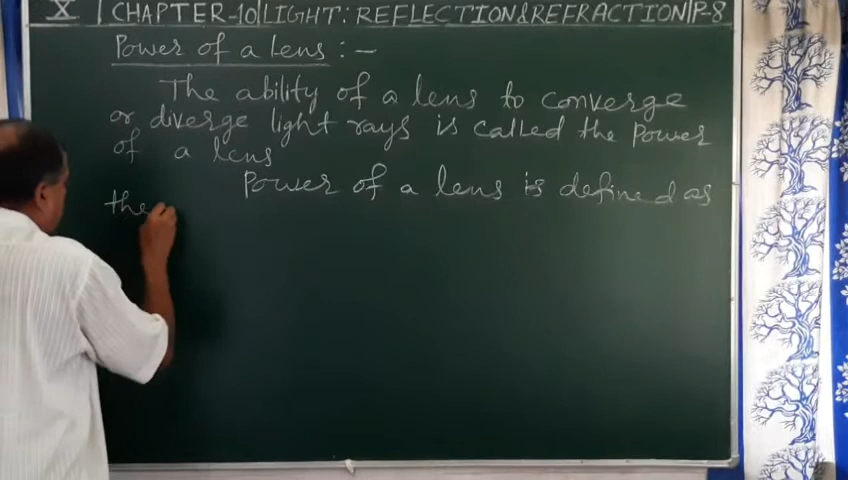 X | CHAPTER-10 | LIGHT: REFLECTION & REFRACTION | P-8
Power of a lens :-
The ability of a lens to converge
or diverge light rays is called the Power
of a lens
Power of a lens is defined as
the